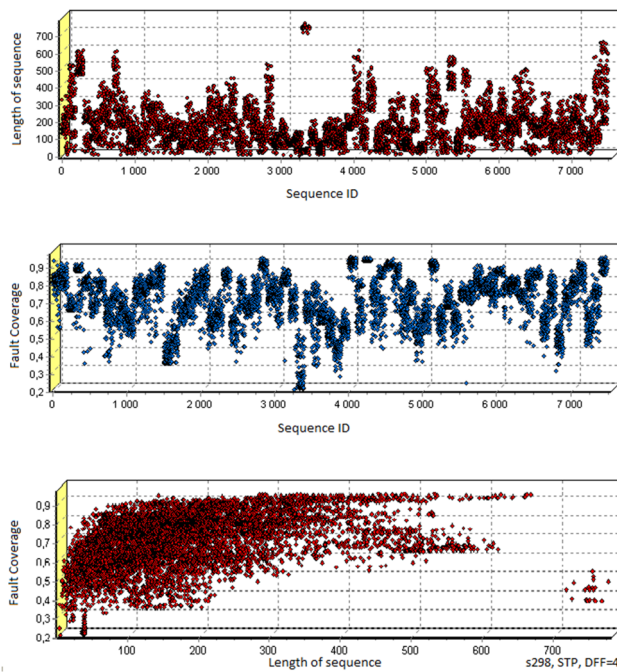 700
600
500
400
300
200
100
0
Length of sequence
0 1 000 2 000 3 000 4 000 5 000 6 000 7 000
Sequence ID
0,9
0,8
0,7
0,6
0,5
0,4
0,3
0,2
Fault Coverage
0 1 000 2 000 3 000 4 000 5 000 6 000 7 000
Sequence ID
0,9
0,8
0,7
0,6
0,5
0,4
0,3
0,2
Fault Coverage
100 200 300 400 500 600 700
Length of sequence
s298, STP, DFF=4